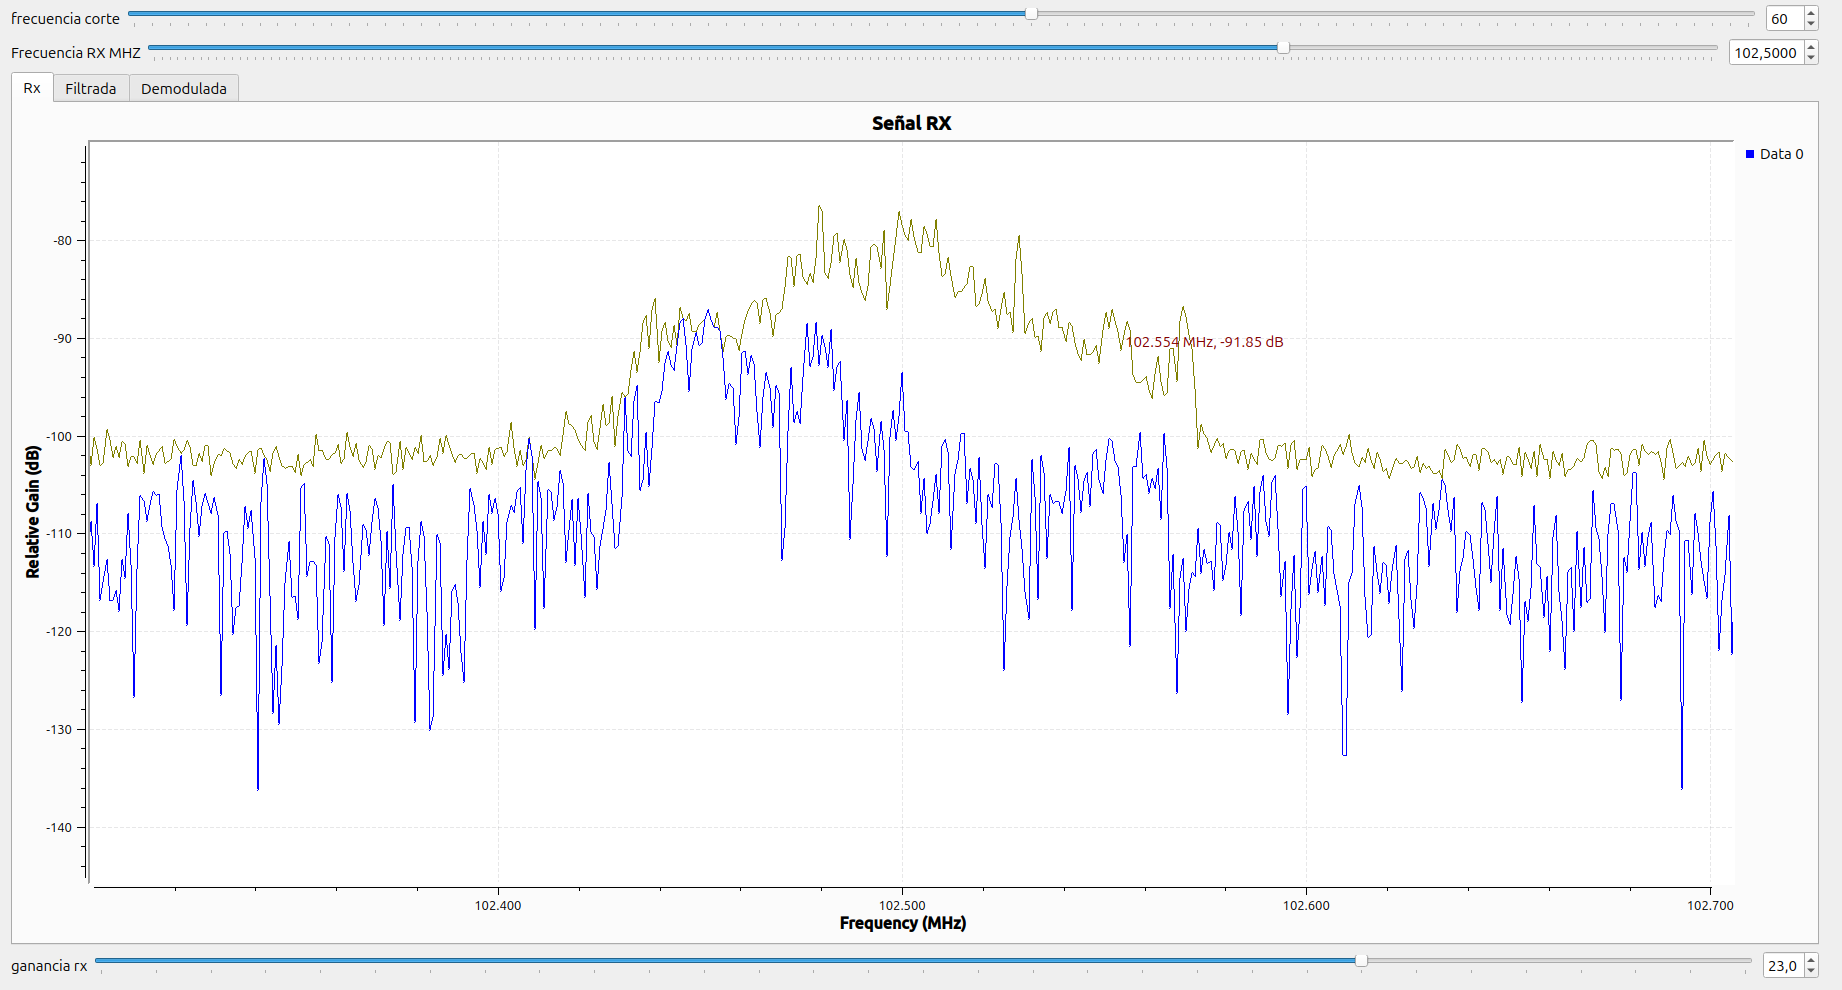 frecuencia corte
60
Frecuencia RX MHZ
102,5000
Rx
Filtrada
Demodulada
Señal RX
Data 0
-80
-90
-100
-110
-120
-130
-140
Relative Gain (dB)
102.554 MHz, -91.85 dB
102.400
102.500
102.600
102.700
Frequency (MHz)
ganancia rx
23,0